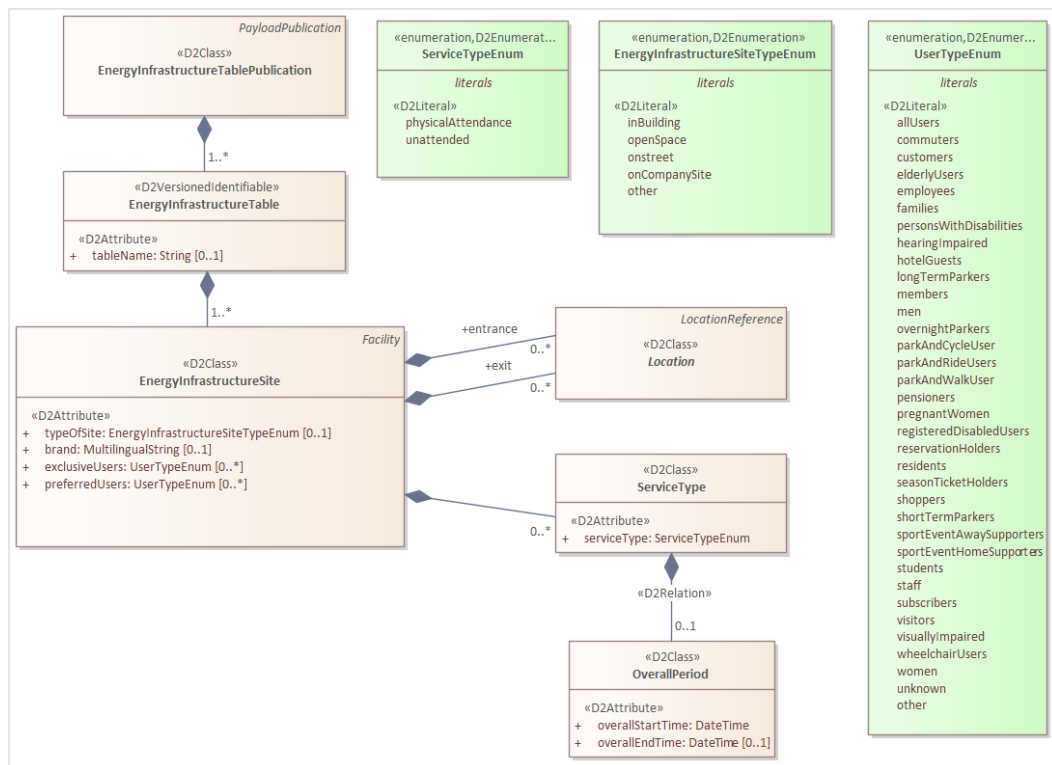 PayloadPublication
«D2Class»
EnergyInfrastructureTablePublication
1..*
«D2VersionedIdentifiable»
EnergyInfrastructureTable
«D2Attribute»
+ tableName: String [0..1]
1..*
Facility
«D2Class»
EnergyInfrastructureSite
«D2Attribute»
+ typeOfSite: EnergyInfrastructureSiteTypeEnum [0..1]
+ brand: MultilingualString [0..1]
+ exclusiveUsers: UserTypeEnum [0..*]
+ preferredUsers: UserTypeEnum [0..*]
+entrance
0..*
+exit
0..*
0..*
LocationReference
«D2Class»
Location
«D2Class»
ServiceType
«D2Attribute»
+ serviceType: ServiceTypeEnum
«D2Relation»
0..1
«D2Class»
OverallPeriod
«D2Attribute»
+ overallStartTime: DateTime
+ overallEndTime: DateTime [0..1]
«enumeration,D2Enumerat...
ServiceTypeEnum
literals
«D2Literal»
physicalAttendance
unattended
«enumeration,D2Enumeration»
EnergyInfrastructureSiteTypeEnum
literals
«D2Literal»
inBuilding
openSpace
onstreet
onCompanySite
other
«enumeration,D2Enumer...
UserTypeEnum
literals
«D2Literal»
allUsers
commuters
customers
elderlyUsers
employees
families
personsWithDisabilities
hearingImpaired
hotelGuests
longTermParkers
members
men
overnightParkers
parkAndCycleUser
parkAndRideUsers
parkAndWalkUser
pensioners
pregnantWomen
registeredDisabledUsers
reservationHolders
residents
seasonTicketHolders
shoppers
shortTermParkers
sportEventAwaySupporters
sportEventHomeSupporters
students
staff
subscribers
visitors
visuallyImpaired
wheelchairUsers
women
unknown
other